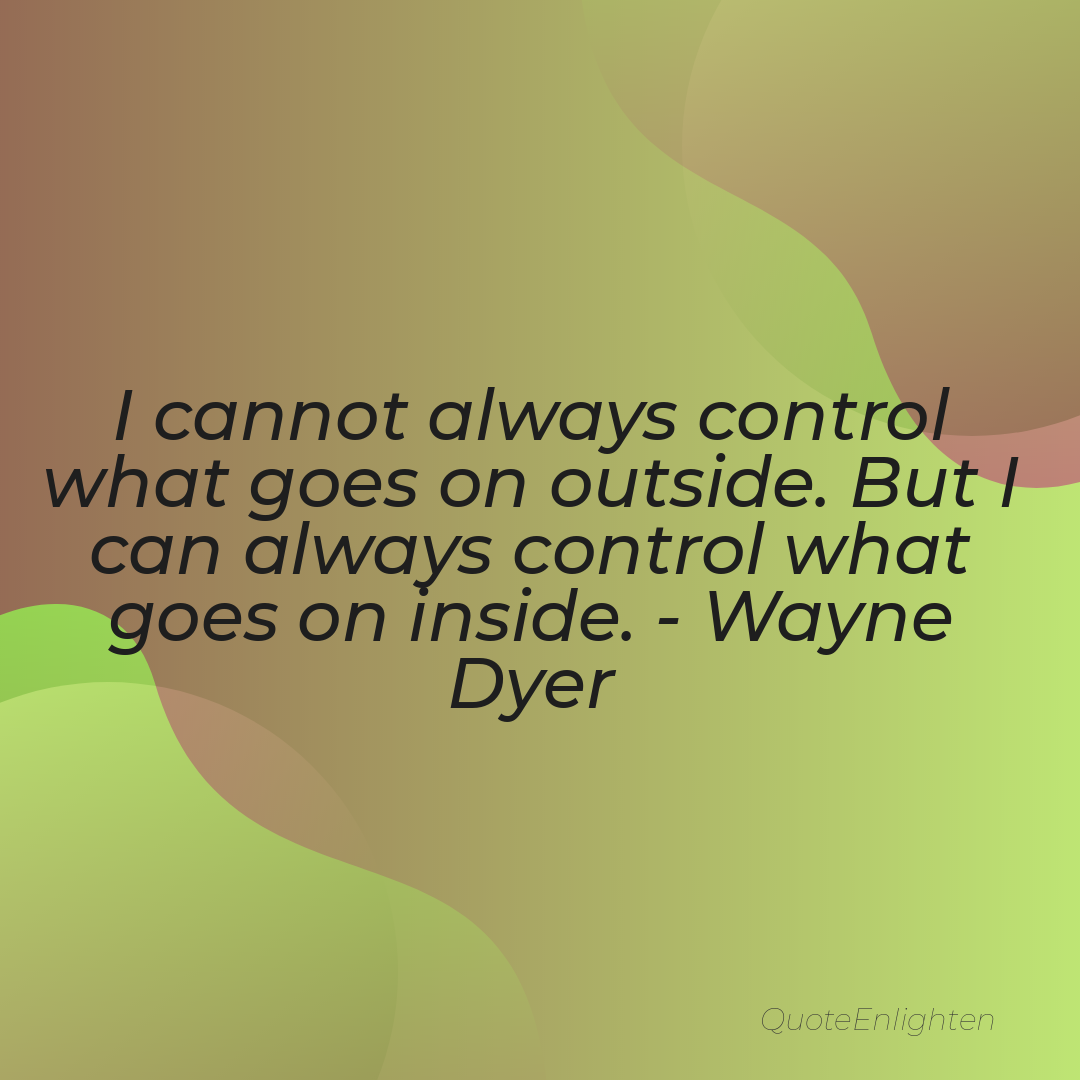 I cannot always control
what goes on outside. But I
can always control what
goes on inside. - Wayne
Dyer
QuoteEnlighten